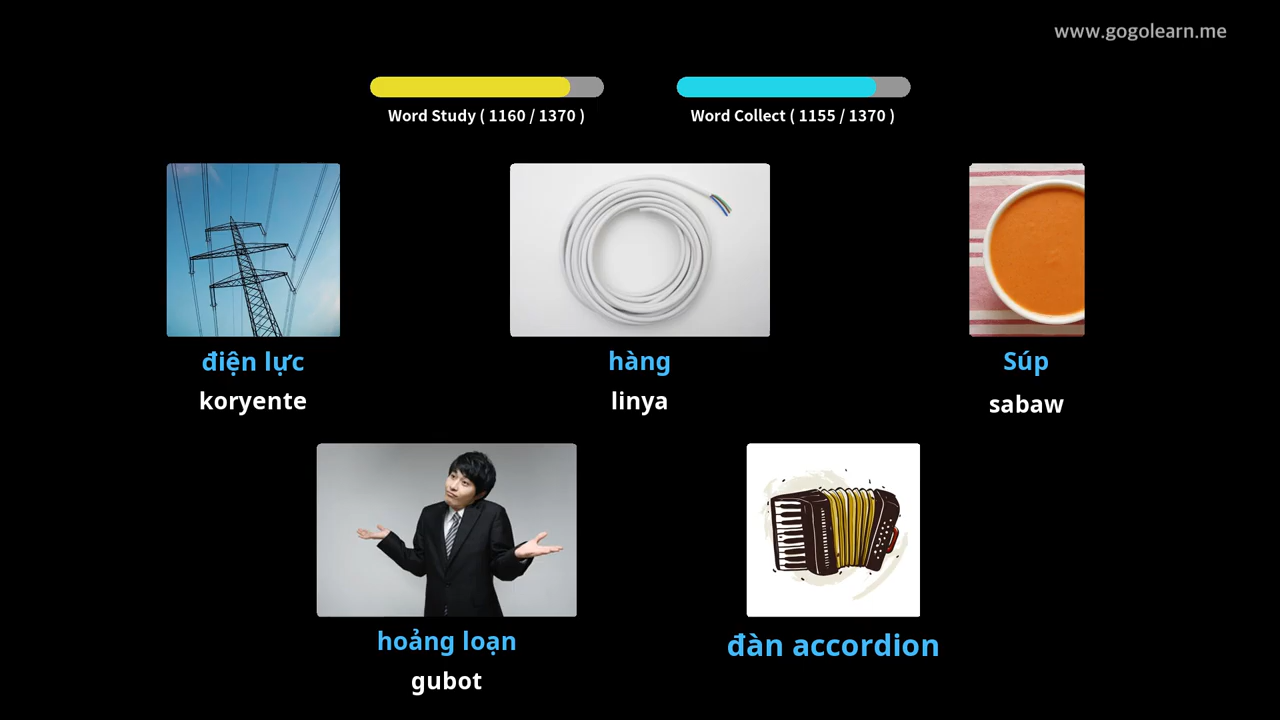 www.gogolearn.me
Word Study ( 1160 / 1370 )
Word Collect ( 1155 / 1370 )
điện lực
koryente
hàng
linya
Súp
sabaw
hoảng loạn
gubot
đàn accordion